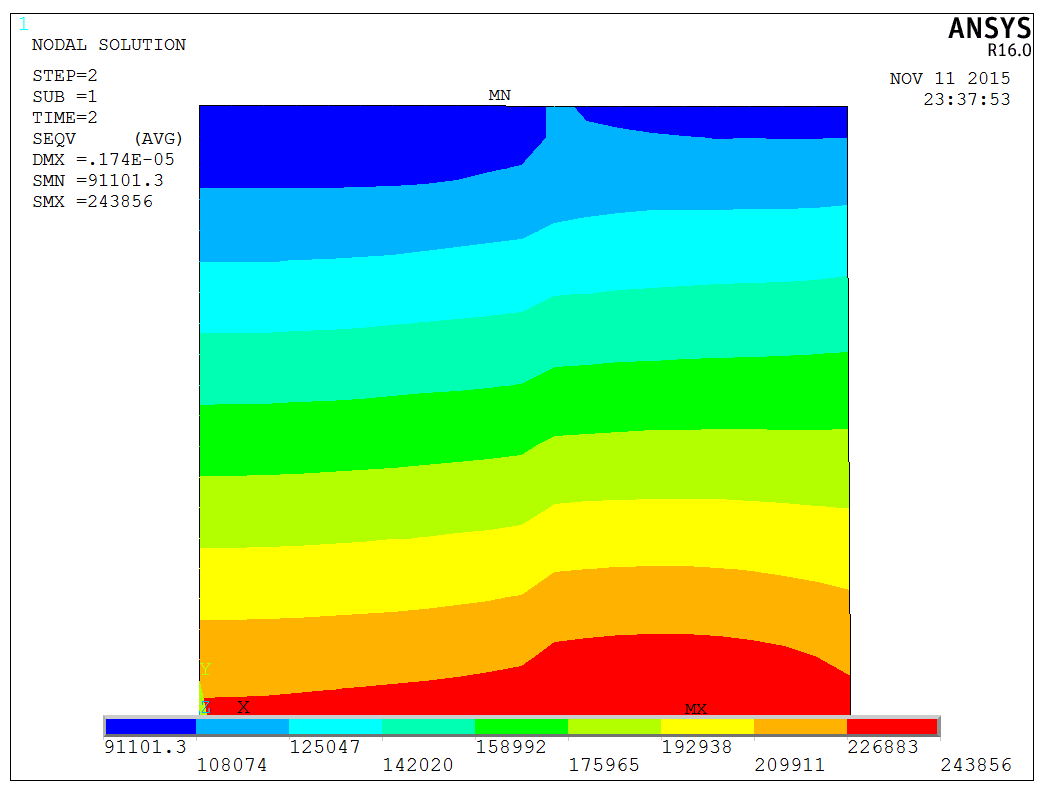 1
ANSYS
R16.0
NODAL SOLUTION
STEP=2
SUB =1
TIME=2
SEQV     (AVG)
DMX =.174E-05
SMN =91101.3
SMX =243856
NOV 11 2015
23:37:53
MN
Y
Z X
MX
91101.3 125047 158992 192938 226883
108074 142020 175965 209911 243856